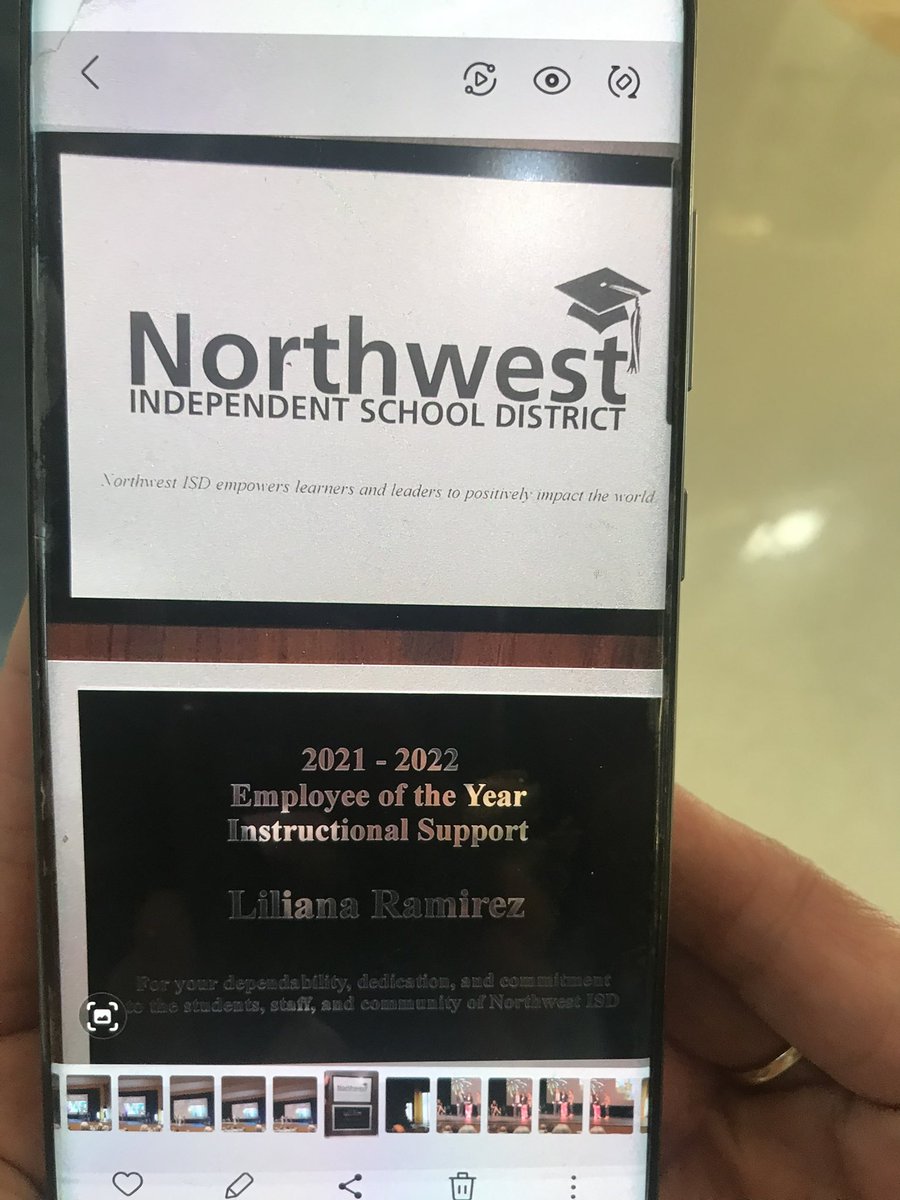 Northwest
INDEPENDENT SCHOOL DISTRICT
Northwest ISD empowers learners and leaders to positively impact the world
2021 - 2022
Employee of the Year
Instructional Support
Liliana Ramirez
For your dependability, dedication, and commitment
to the students, staff, and community of Northwest ISD
Northwest